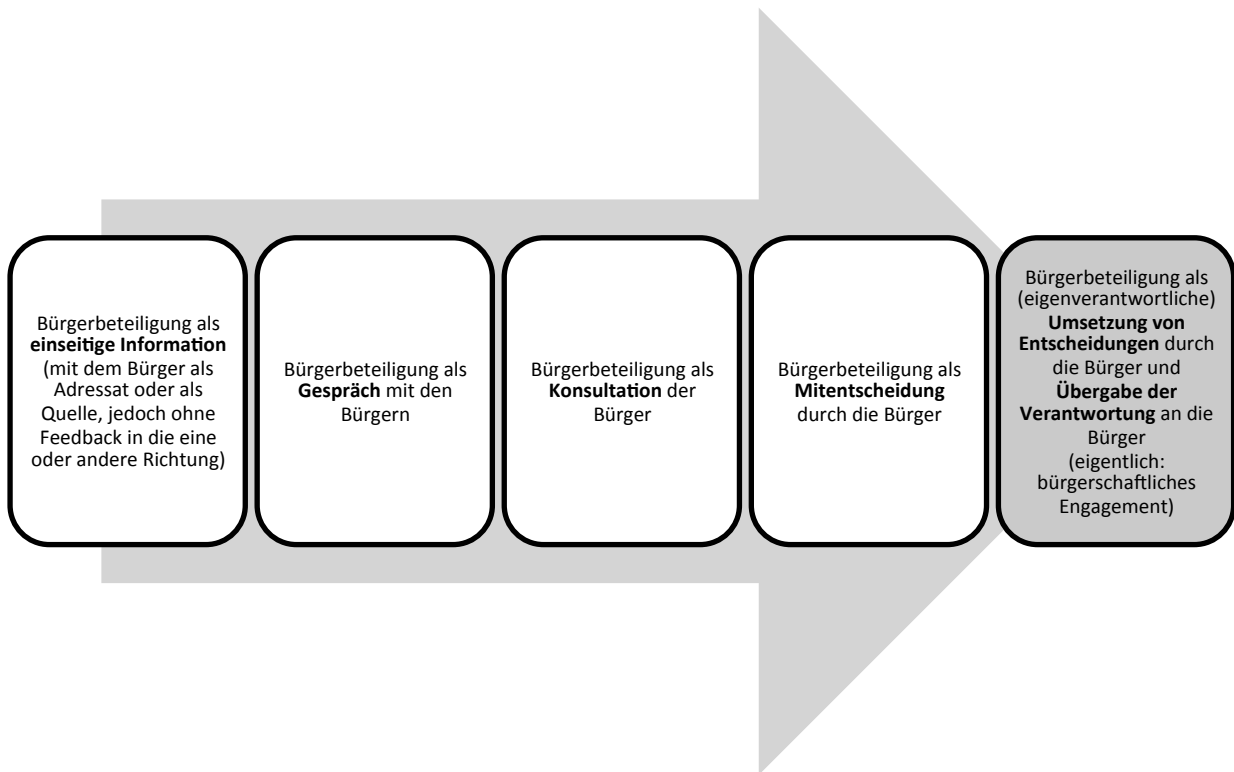 Bürgerbeteiligung als
einseitige Information
(mit dem Bürger als
Adressat oder als
Quelle, jedoch ohne
Feedback in die eine
oder andere Richtung)
Bürgerbeteiligung als
Gespräch mit den
Bürgern
Bürgerbeteiligung als
Konsultation der
Bürger
Bürgerbeteiligung als
Mitentscheidung
durch die Bürger
Bürgerbeteiligung als
(eigenverantwortliche)
Umsetzung von
Entscheidungen durch
die Bürger und
Übergabe der
Verantwortung an die
Bürger
(eigentlich:
bürgerschaftliches
Engagement)